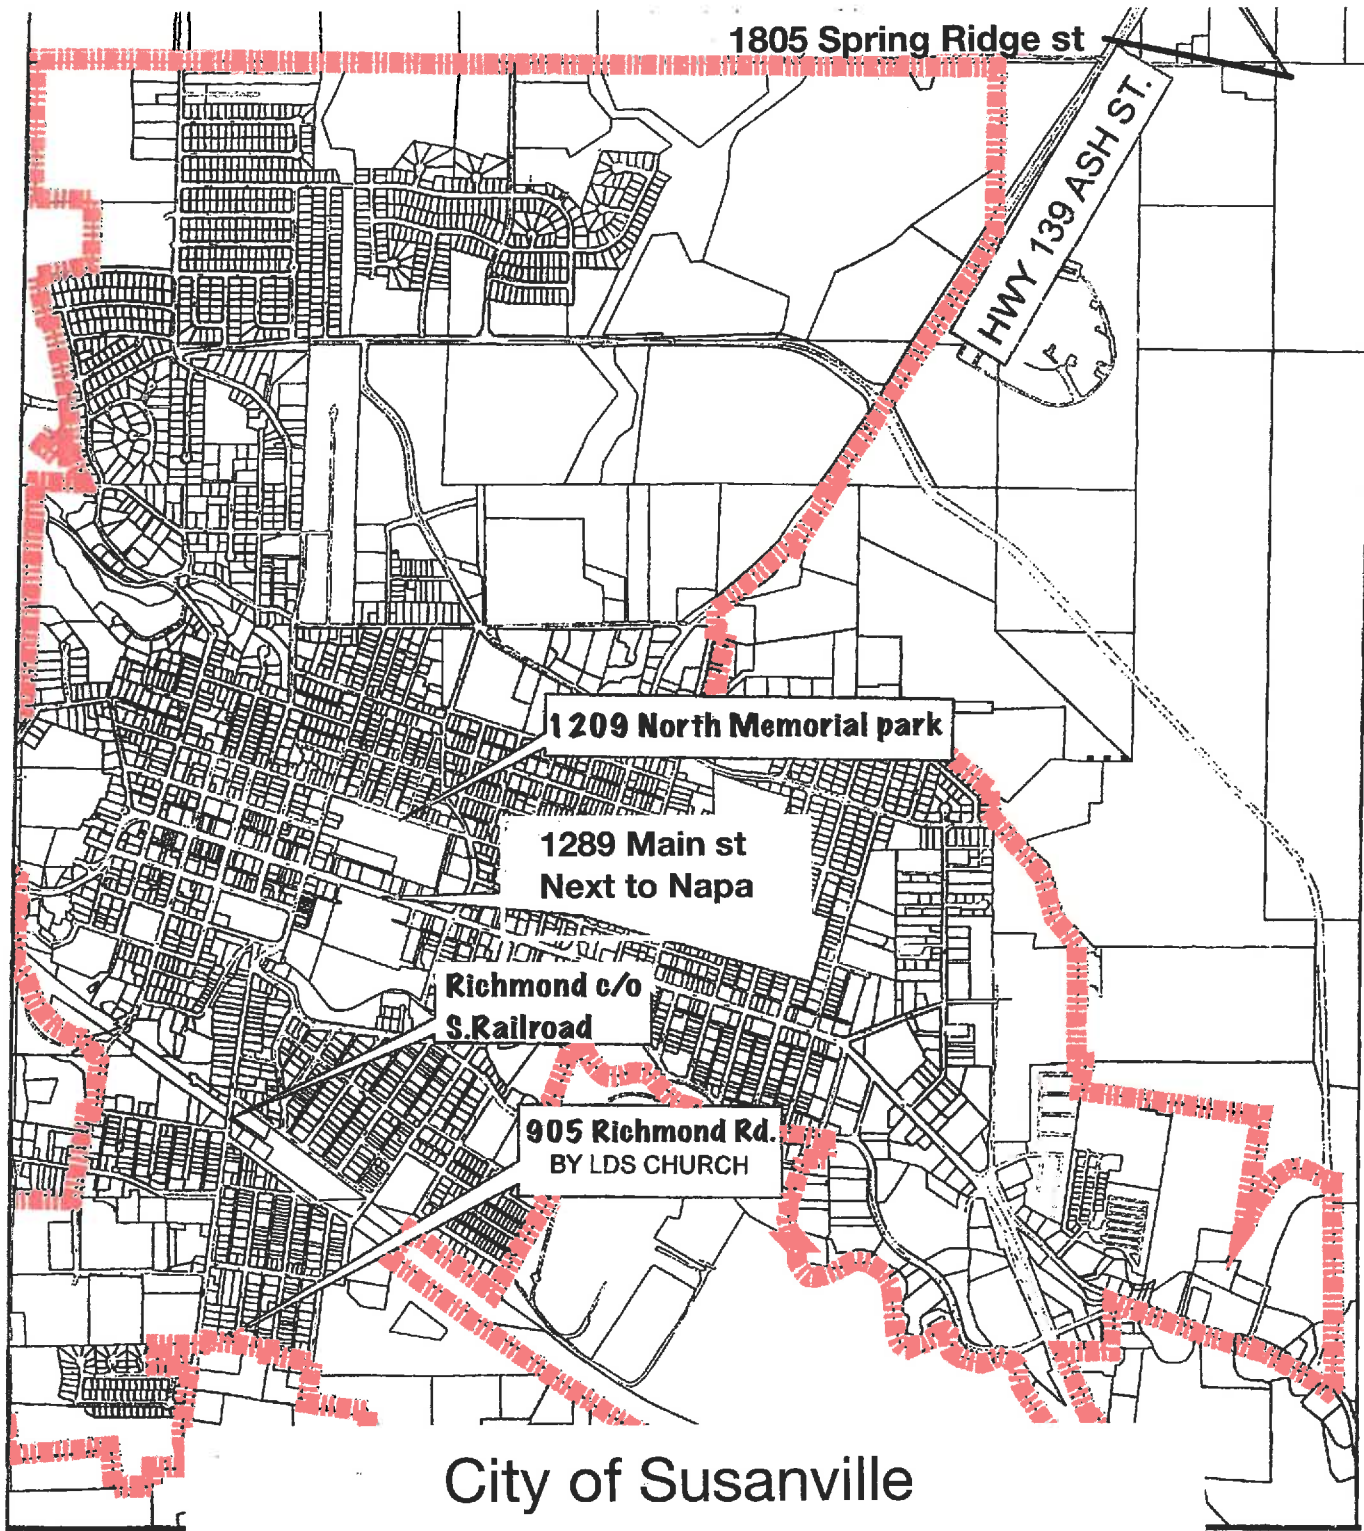 1805 Spring Ridge st
HWY 139 ASH ST.
1209 North Memorial park
1289 Main st
Next to Napa
Richmond c/o
S.Railroad
905 Richmond Rd.
BY LDS CHURCH
City of Susanville